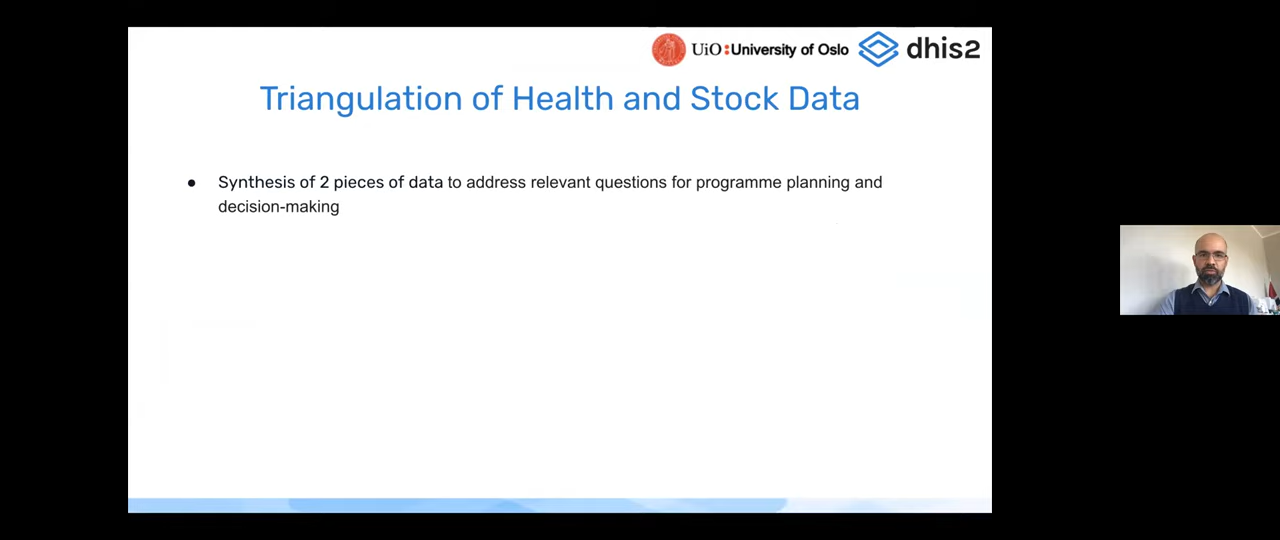 UiO:University of Oslo dhis2
Triangulation of Health and Stock Data
● Synthesis of 2 pieces of data to address relevant questions for programme planning and
decision-making